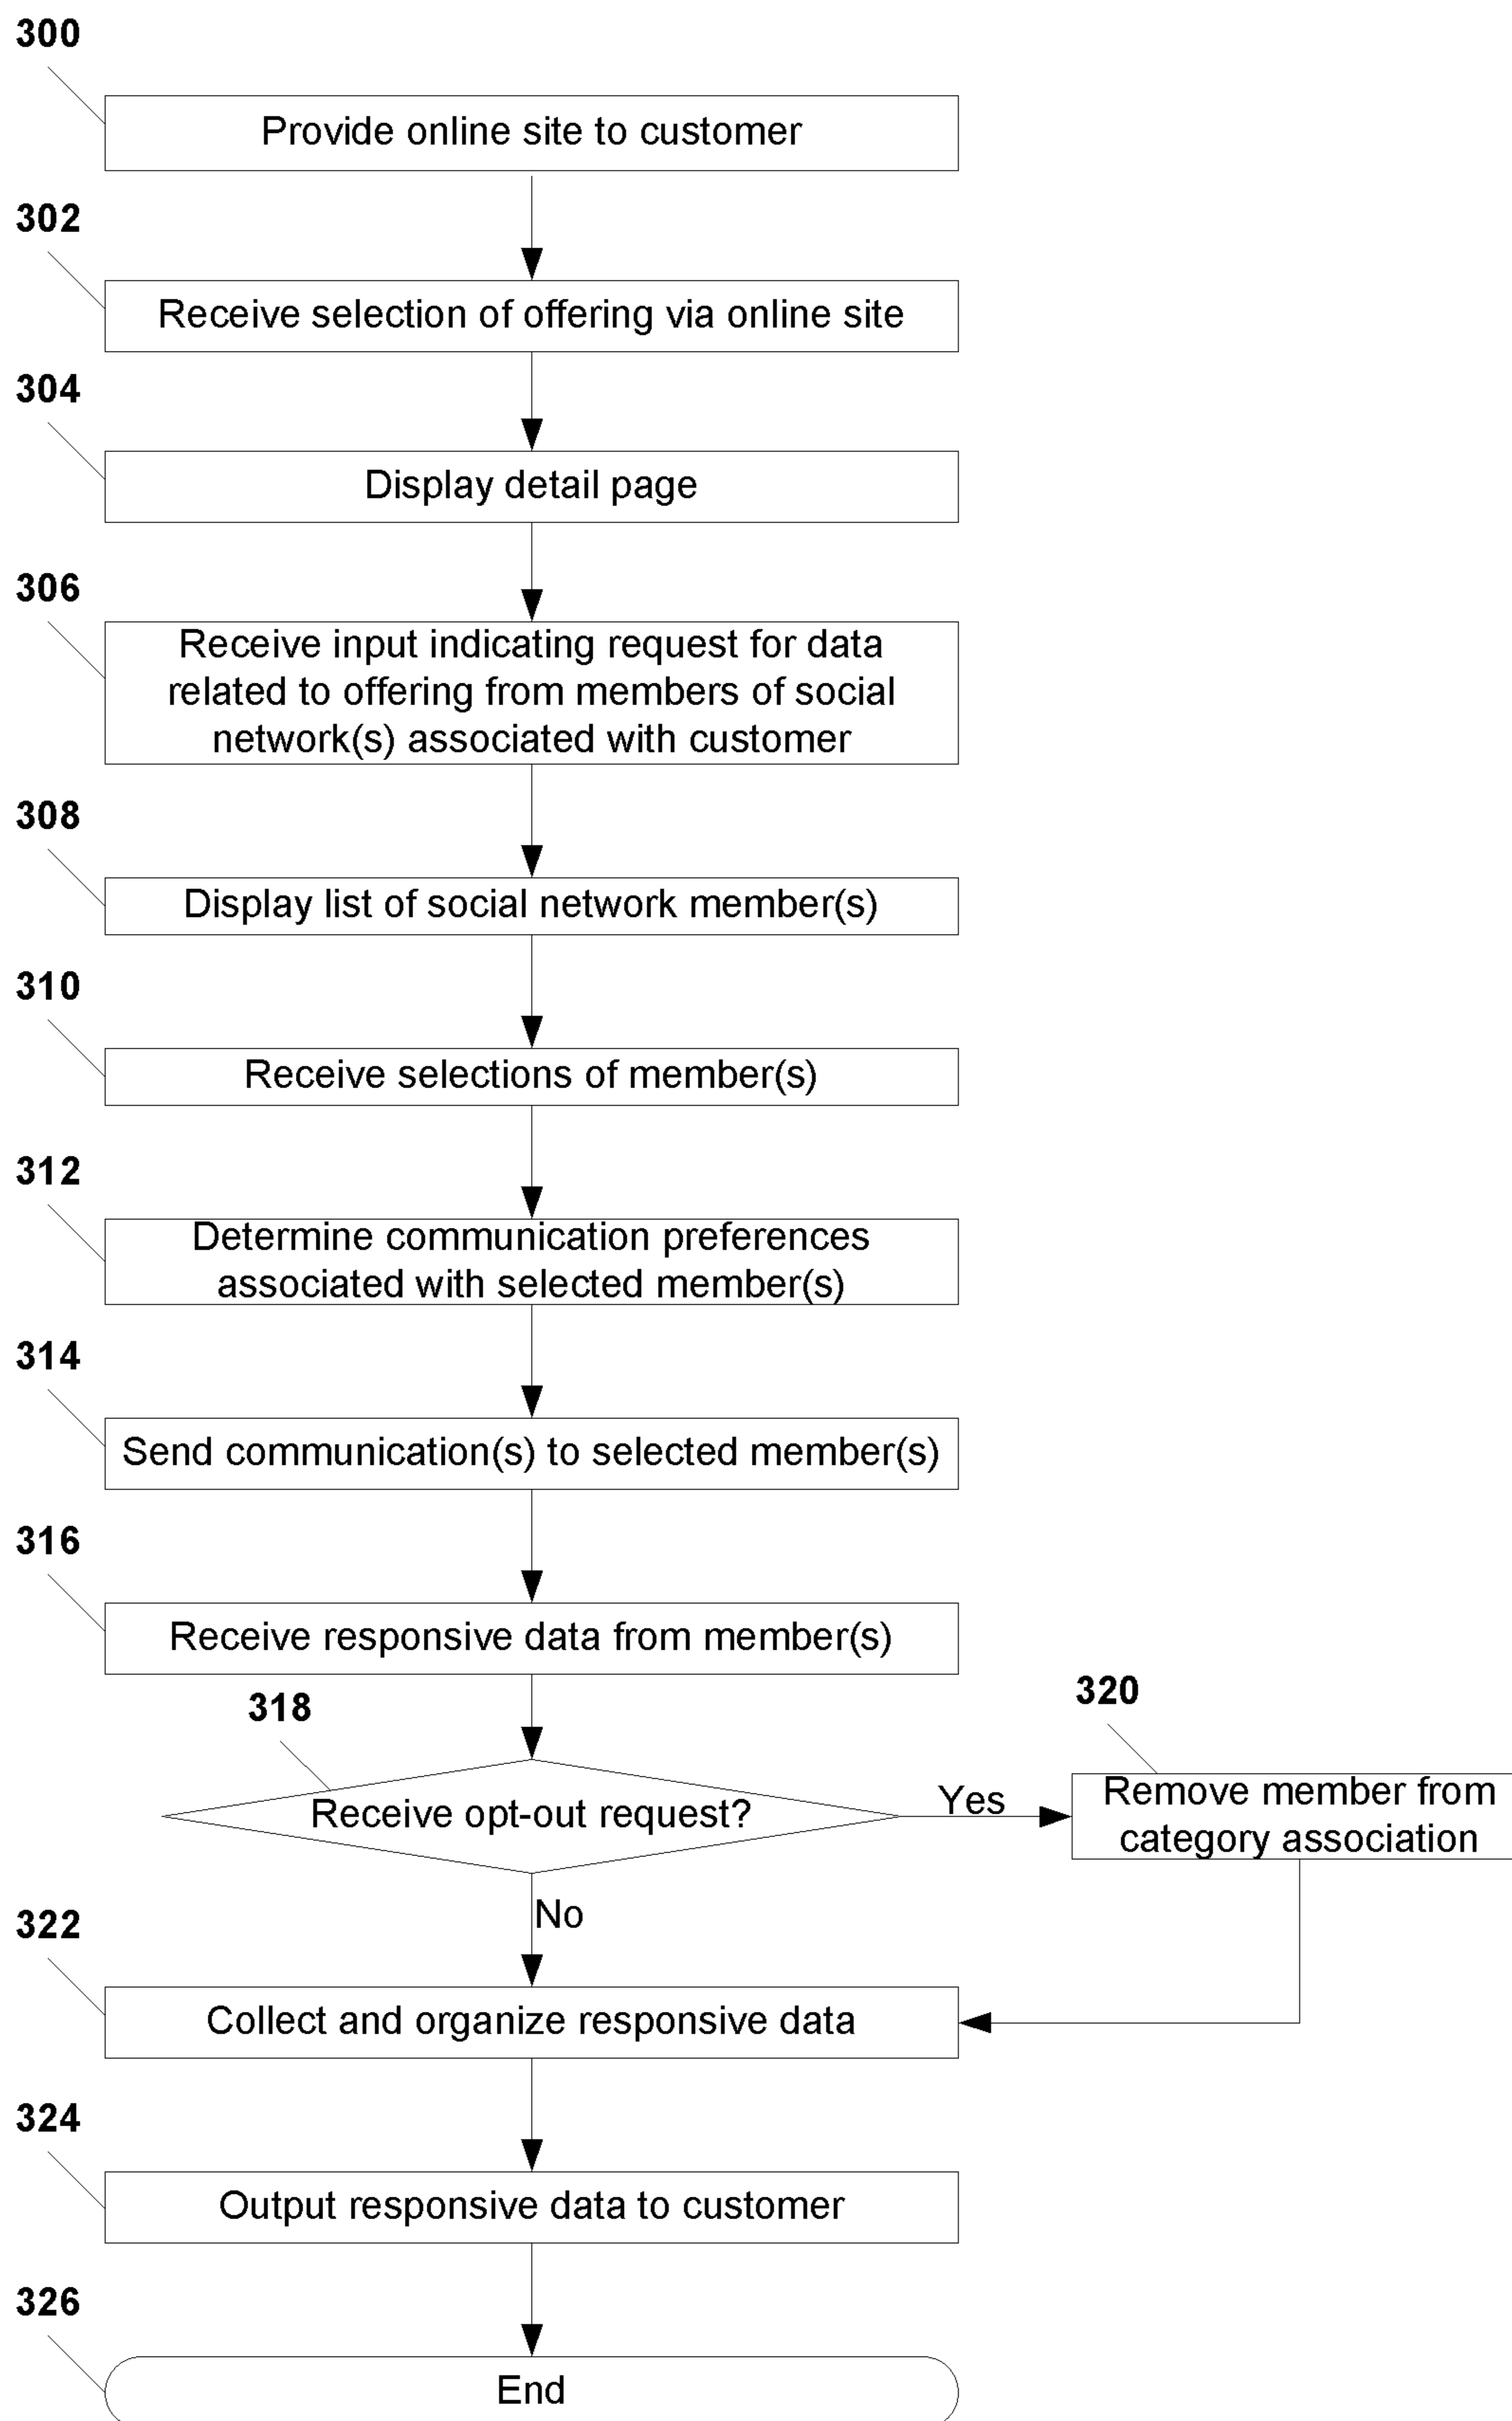 300
Provide online site to customer
302
Receive selection of offering via online site
304
Display detail page
306
Receive input indicating request for data
related to offering from members of social
network(s) associated with customer
308
Display list of social network member(s)
310
Receive selections of member(s)
312
Determine communication preferences
associated with selected member(s)
314
Send communication(s) to selected member(s)
316
Receive responsive data from member(s)
318
Receive opt-out request?
Yes
320
Remove member from
category association
No
322
Collect and organize responsive data
324
Output responsive data to customer
326
End